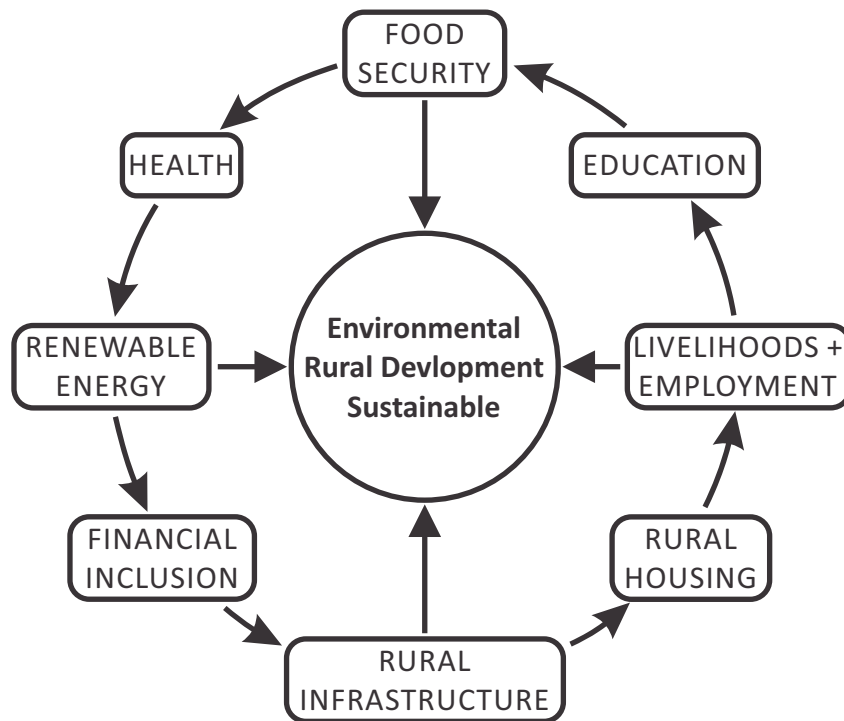 FOOD
SECURITY
HEALTH
EDUCATION
Environmental
Rural Devlopment
Sustainable
RENEWABLE
ENERGY
LIVELIHOODS +
EMPLOYMENT
FINANCIAL
INCLUSION
RURAL
HOUSING
RURAL
INFRASTRUCTURE